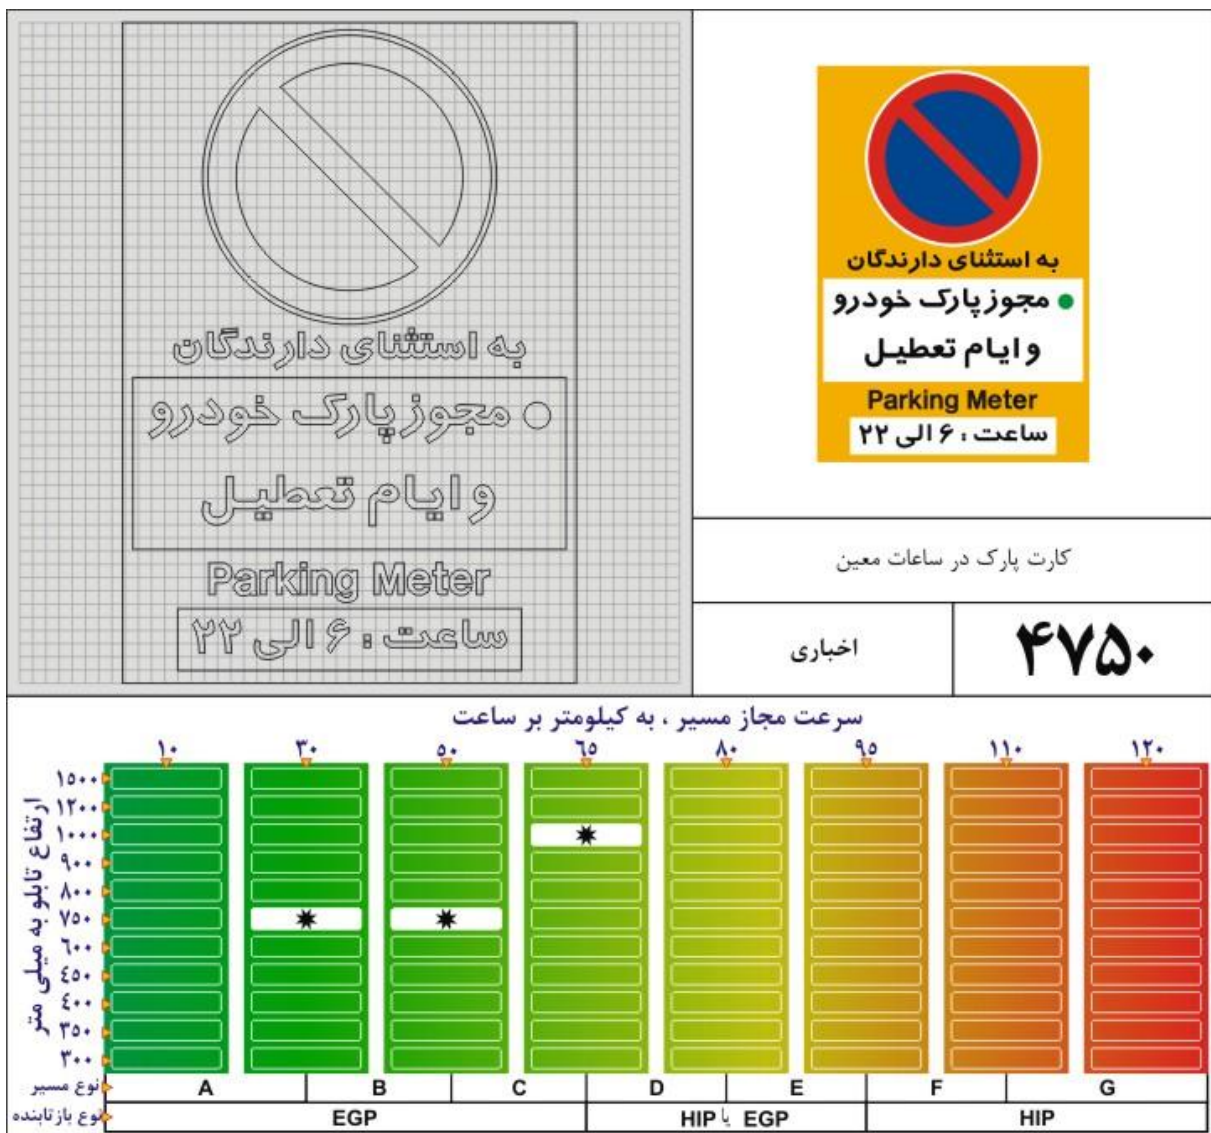 به استثنای دارندگان
مجوز پارک خودرو
و ایام تعطیل
Parking Meter
ساعت : ۶ الی ۲۲
به استثنای دارندگان
مجوز پارک خودرو
و ایام تعطیل
Parking Meter
ساعت : ۶ الی ۲۲
کارت پارک در ساعات معین
۴۷۵۰
اخباری
سرعت مجاز مسیر ، به کیلومتر بر ساعت
۱۰ ۳۰ ۵۰ ۶۵ ۸۰ ۹۵ ۱۱۰ ۱۲۰
ارتفاع تابلو به میلی متر
۱۵۰۰
۱۲۰۰
۱۰۰۰
۹۰۰
۸۰۰
۷۵۰
۶۰۰
۴۵۰
۴۰۰
۳۵۰
۳۰۰
نوع مسیر
A B C D E F G
نوع بازتابنده
EGP
HIP یا EGP
HIP